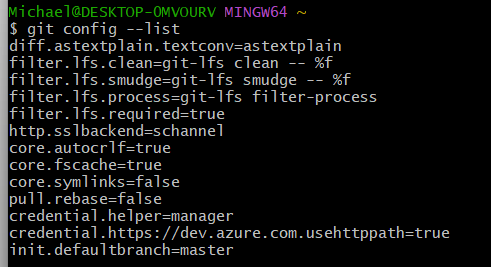 Michael@DESKTOP-OMVOURV MINGW64 ~
$ git config --list
diff.astextplain.textconv=astextplain
filter.lfs.clean=git-lfs clean -- %f
filter.lfs.smudge=git-lfs smudge -- %f
filter.lfs.process=git-lfs filter-process
filter.lfs.required=true
http.sslbackend=schannel
core.autocrlf=true
core.fscache=true
core.symlinks=false
pull.rebase=false
credential.helper=manager
credential.https://dev.azure.com.usehttppath=true
init.defaultbranch=master